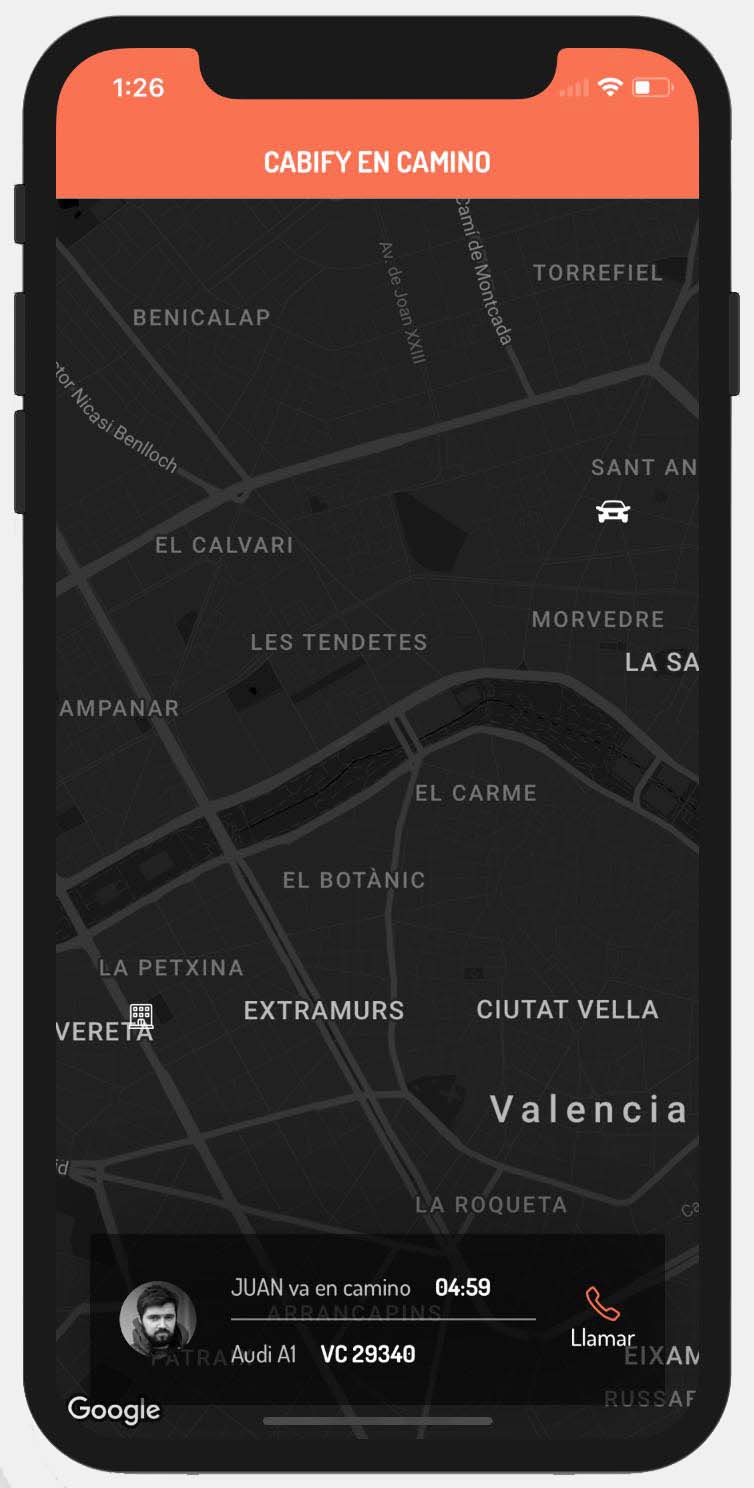 1:26
CABIFY EN CAMINO
Camí de Montcada
TORREFIEL
Av. de Joan XXIII
BENICALAP
Nicasi Benlloch
SANT AN
EL CALVARI
MORVEDRE
LES TENDETES
LA SA
AMPANAR
EL CARME
EL BOTÀNIC
LA PETXINA
EXTRAMURS
CIUTAT VELLA
VERETA
Valencia
LA ROQUETA
JUAN va en camino 04:59
ARRANCAPINS
Llamar
Audi A1 VC 29340
EIXAM
RUSSAF
Google